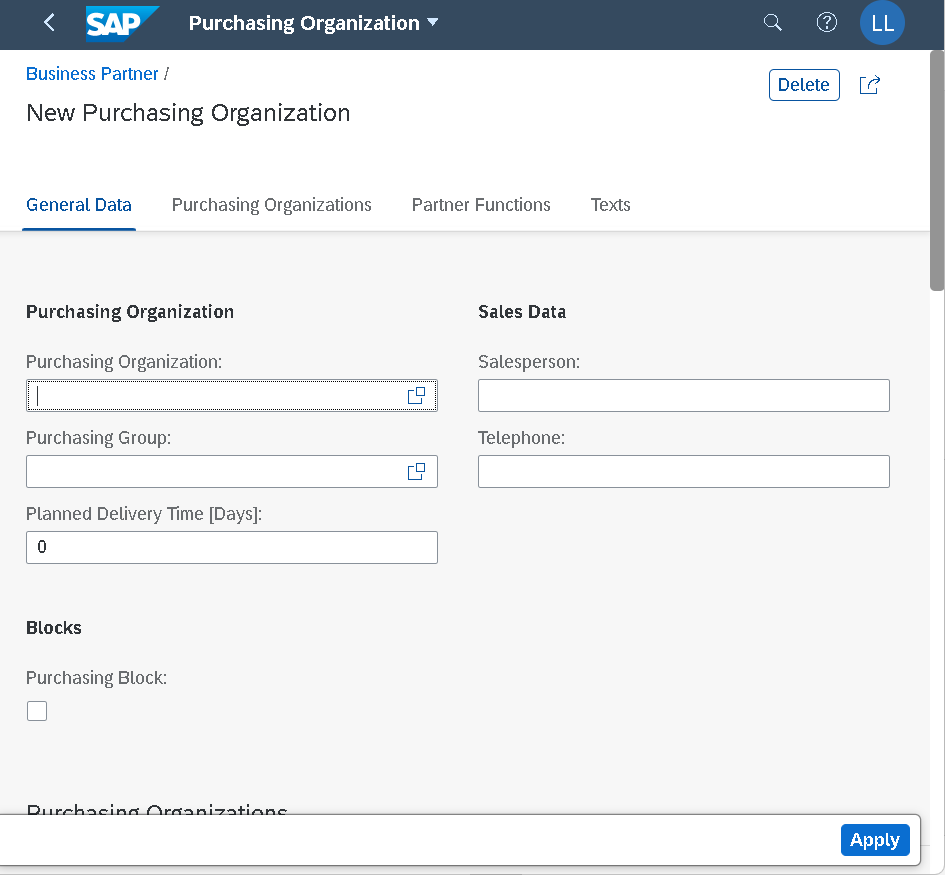 SAP Purchasing Organization
LL
Business Partner /
Delete
New Purchasing Organization
General Data Purchasing Organizations Partner Functions Texts
Purchasing Organization
Sales Data
Purchasing Organization:
Salesperson:
Purchasing Group:
Telephone:
Planned Delivery Time [Days]:
0
Blocks
Purchasing Block:
Purchasing Organizations
Apply